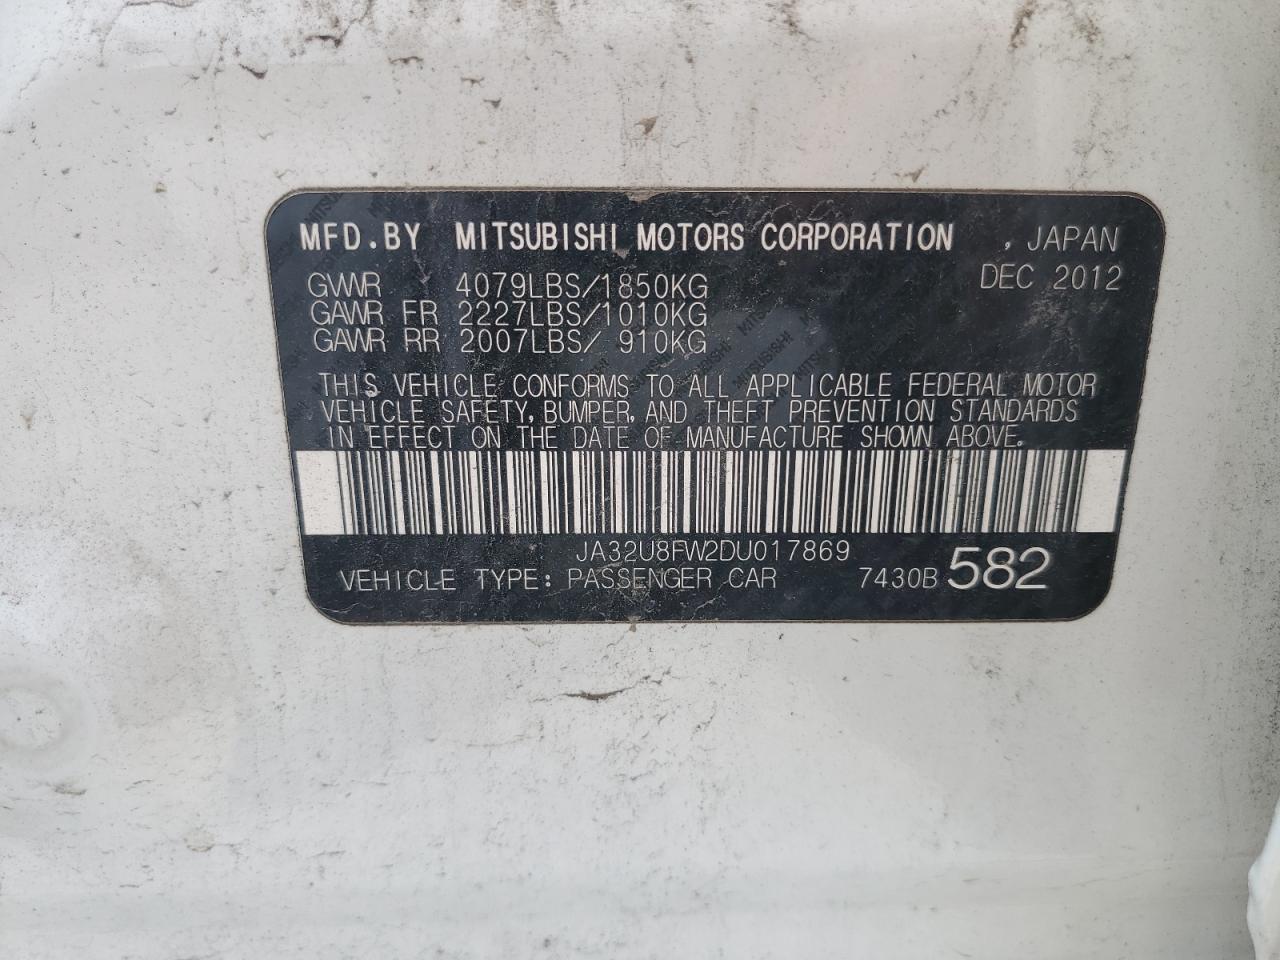 MFD.BY MITSUBISHI MOTORS CORPORATION , JAPAN
DEC 2012
GVWR 4079LBS/1850KG
GAWR FR 2227LBS/1010KG
GAWR RR 2007LBS/ 910KG
THIS VEHICLE CONFORMS TO ALL APPLICABLE FEDERAL MOTOR
VEHICLE SAFETY, BUMPER, AND THEFT PREVENTION STANDARDS
IN EFFECT ON THE DATE OF MANUFACTURE SHOWN ABOVE.
JA32U8FW2DU017869
VEHICLE TYPE: PASSENGER CAR 7430B 582